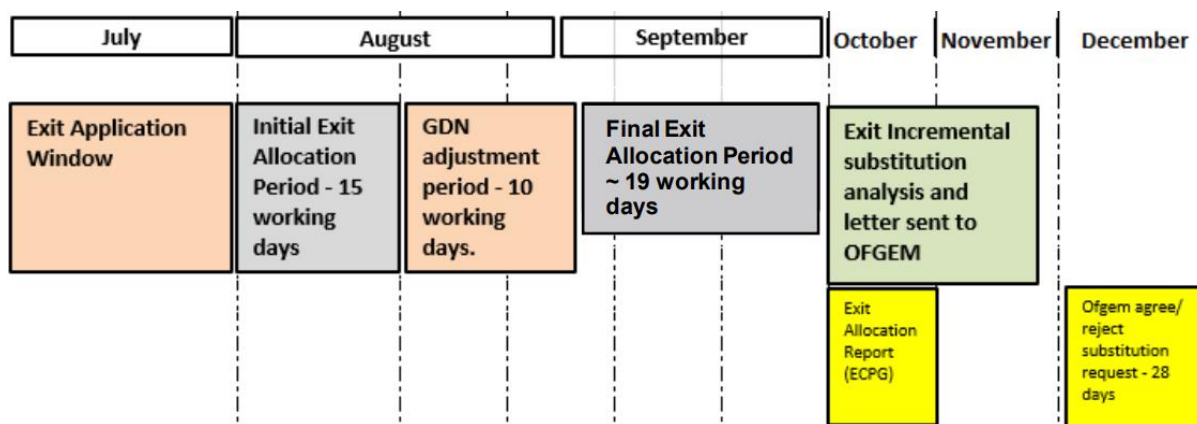 July
August
September
October
November
December
Exit Application
Window
Initial Exit
Allocation
Period - 15
working
days
GDN
adjustment
period - 10
working
days.
Final Exit
Allocation Period
~ 19 working
days
Exit Incremental
substitution
analysis and
letter sent to
OFGEM
Exit
Allocation
Report
(ECPG)
Ofgem agree/
reject
substitution
request - 28
days